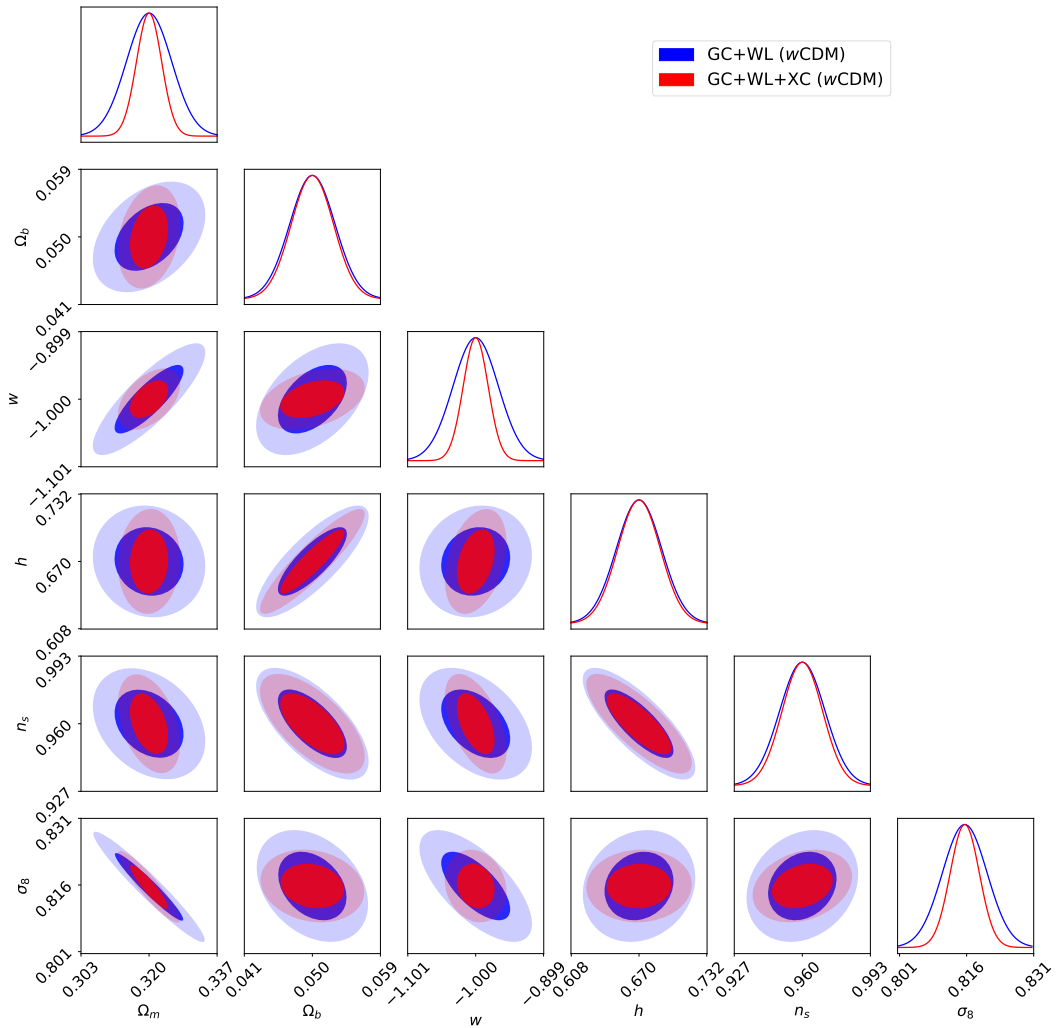 GC+WL (wCDM)
GC+WL+XC (wCDM)
0.059
0.050
0.041
Ω_b
−0.899
−1.000
−1.101
w
0.732
0.670
0.608
h
0.993
0.960
0.927
n_s
0.831
0.816
0.801
σ_8
0.303 0.320 0.337 0.041 0.050 0.059 −1.101 −1.000 −0.899 0.608 0.670 0.732 0.927 0.960 0.993 0.801 0.816 0.831
Ω_m Ω_b w h n_s σ_8